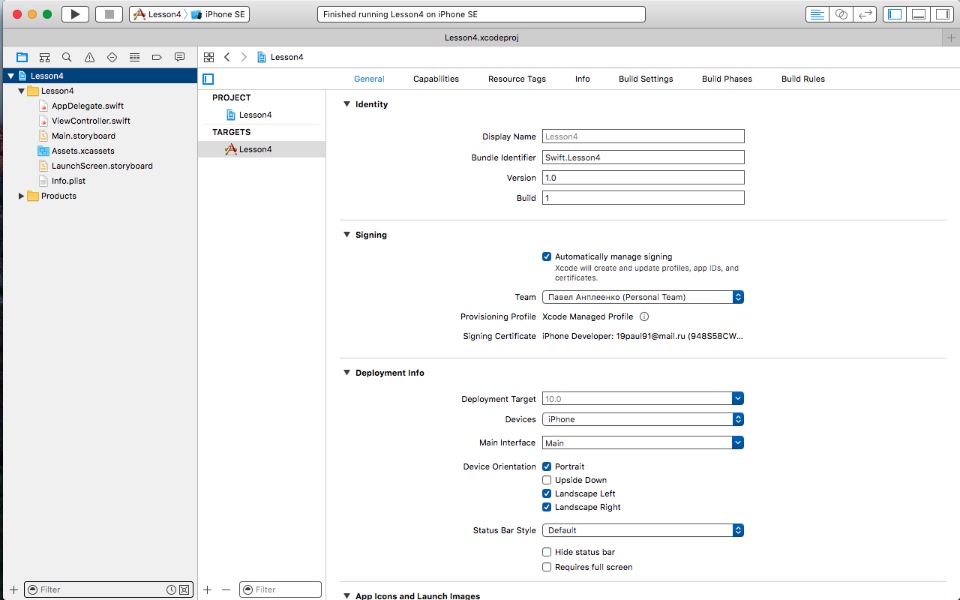 Lesson4 iPhone SE Finished running Lesson4 on iPhone SE
Lesson4.xcodeproj
Lesson4
Lesson4
Lesson4
AppDelegate.swift
ViewController.swift
Main.storyboard
Assets.xcassets
LaunchScreen.storyboard
Info.plist
Products
Filter
General Capabilities Resource Tags Info Build Settings Build Phases Build Rules
PROJECT
Lesson4
TARGETS
Lesson4
Filter
Identity
Display Name Lesson4
Bundle Identifier Swift.Lesson4
Version 1.0
Build 1
Signing
Automatically manage signing
Xcode will create and update profiles, app IDs, and
certificates.
Team Павел Анплеенко (Personal Team)
Provisioning Profile Xcode Managed Profile
Signing Certificate iPhone Developer: 19paul91@mail.ru (948S58CW...
Deployment Info
Deployment Target 10.0
Devices iPhone
Main Interface Main
Device Orientation Portrait
Upside Down
Landscape Left
Landscape Right
Status Bar Style Default
Hide status bar
Requires full screen
App Icons and Launch Images